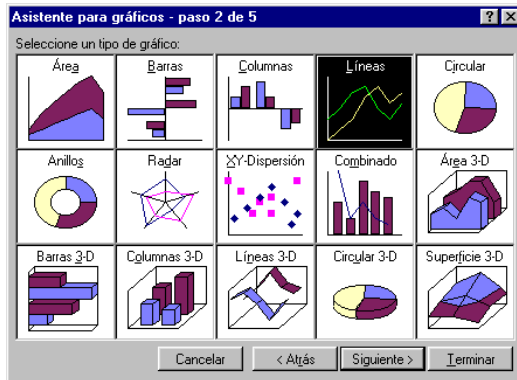 Asistente para gráficos - paso 2 de 5
Seleccione un tipo de gráfico:
Área Barras Columnas Líneas Circular
Anillos Radar XY-Dispersión Combinado Área 3-D
Barras 3-D Columnas 3-D Líneas 3-D Circular 3-D Superficie 3-D
Cancelar < Atrás Siguiente > Terminar